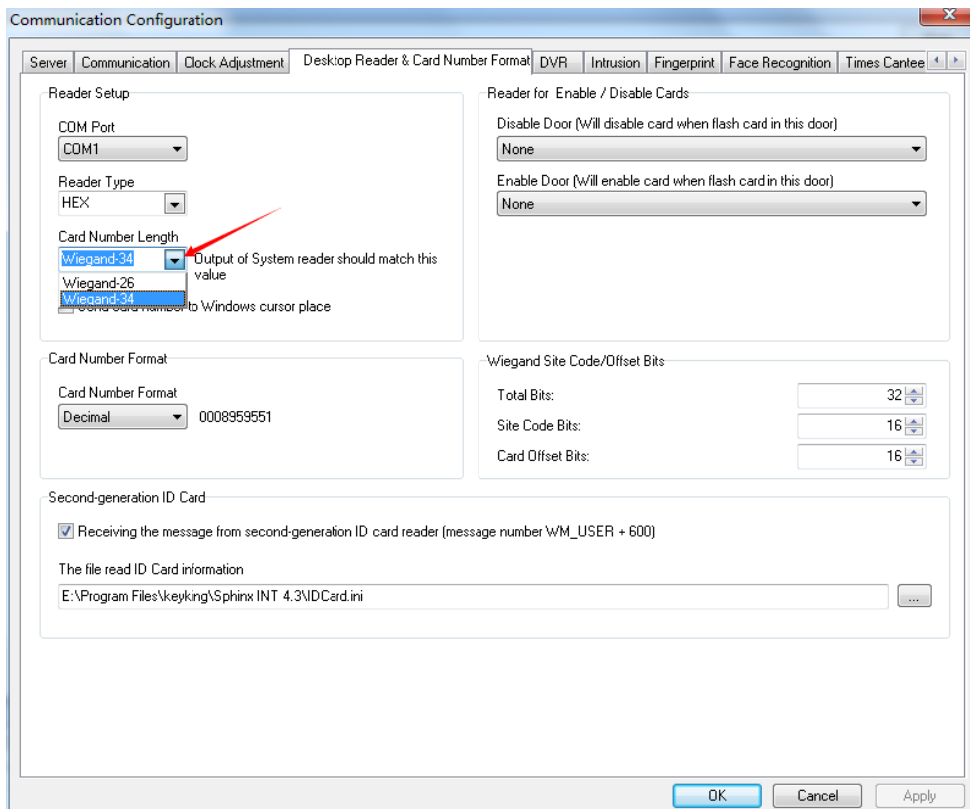 Communication Configuration
Server Communication Clock Adjustment Desktop Reader & Card Number Format DVR Intrusion Fingerprint Face Recognition Times Cantee
Reader Setup
COM Port
COM1
Reader Type
HEX
Card Number Length
Wiegand-34
Output of System reader should match this
value
Wiegand-26
Wiegand-34
Send card number to Windows cursor place
Reader for Enable / Disable Cards
Disable Door (Will disable card when flash card in this door)
None
Enable Door (Will enable card when flash card in this door)
None
Card Number Format
Card Number Format
Decimal 0008959551
Wiegand Site Code/Offset Bits
Total Bits: 32
Site Code Bits: 16
Card Offset Bits: 16
Second-generation ID Card
Receiving the message from second-generation ID card reader (message number WM_USER + 600)
The file read ID Card information
E:\Program Files\keyking\Sphinx INT 4.3\IDCard.ini
...
OK Cancel Apply